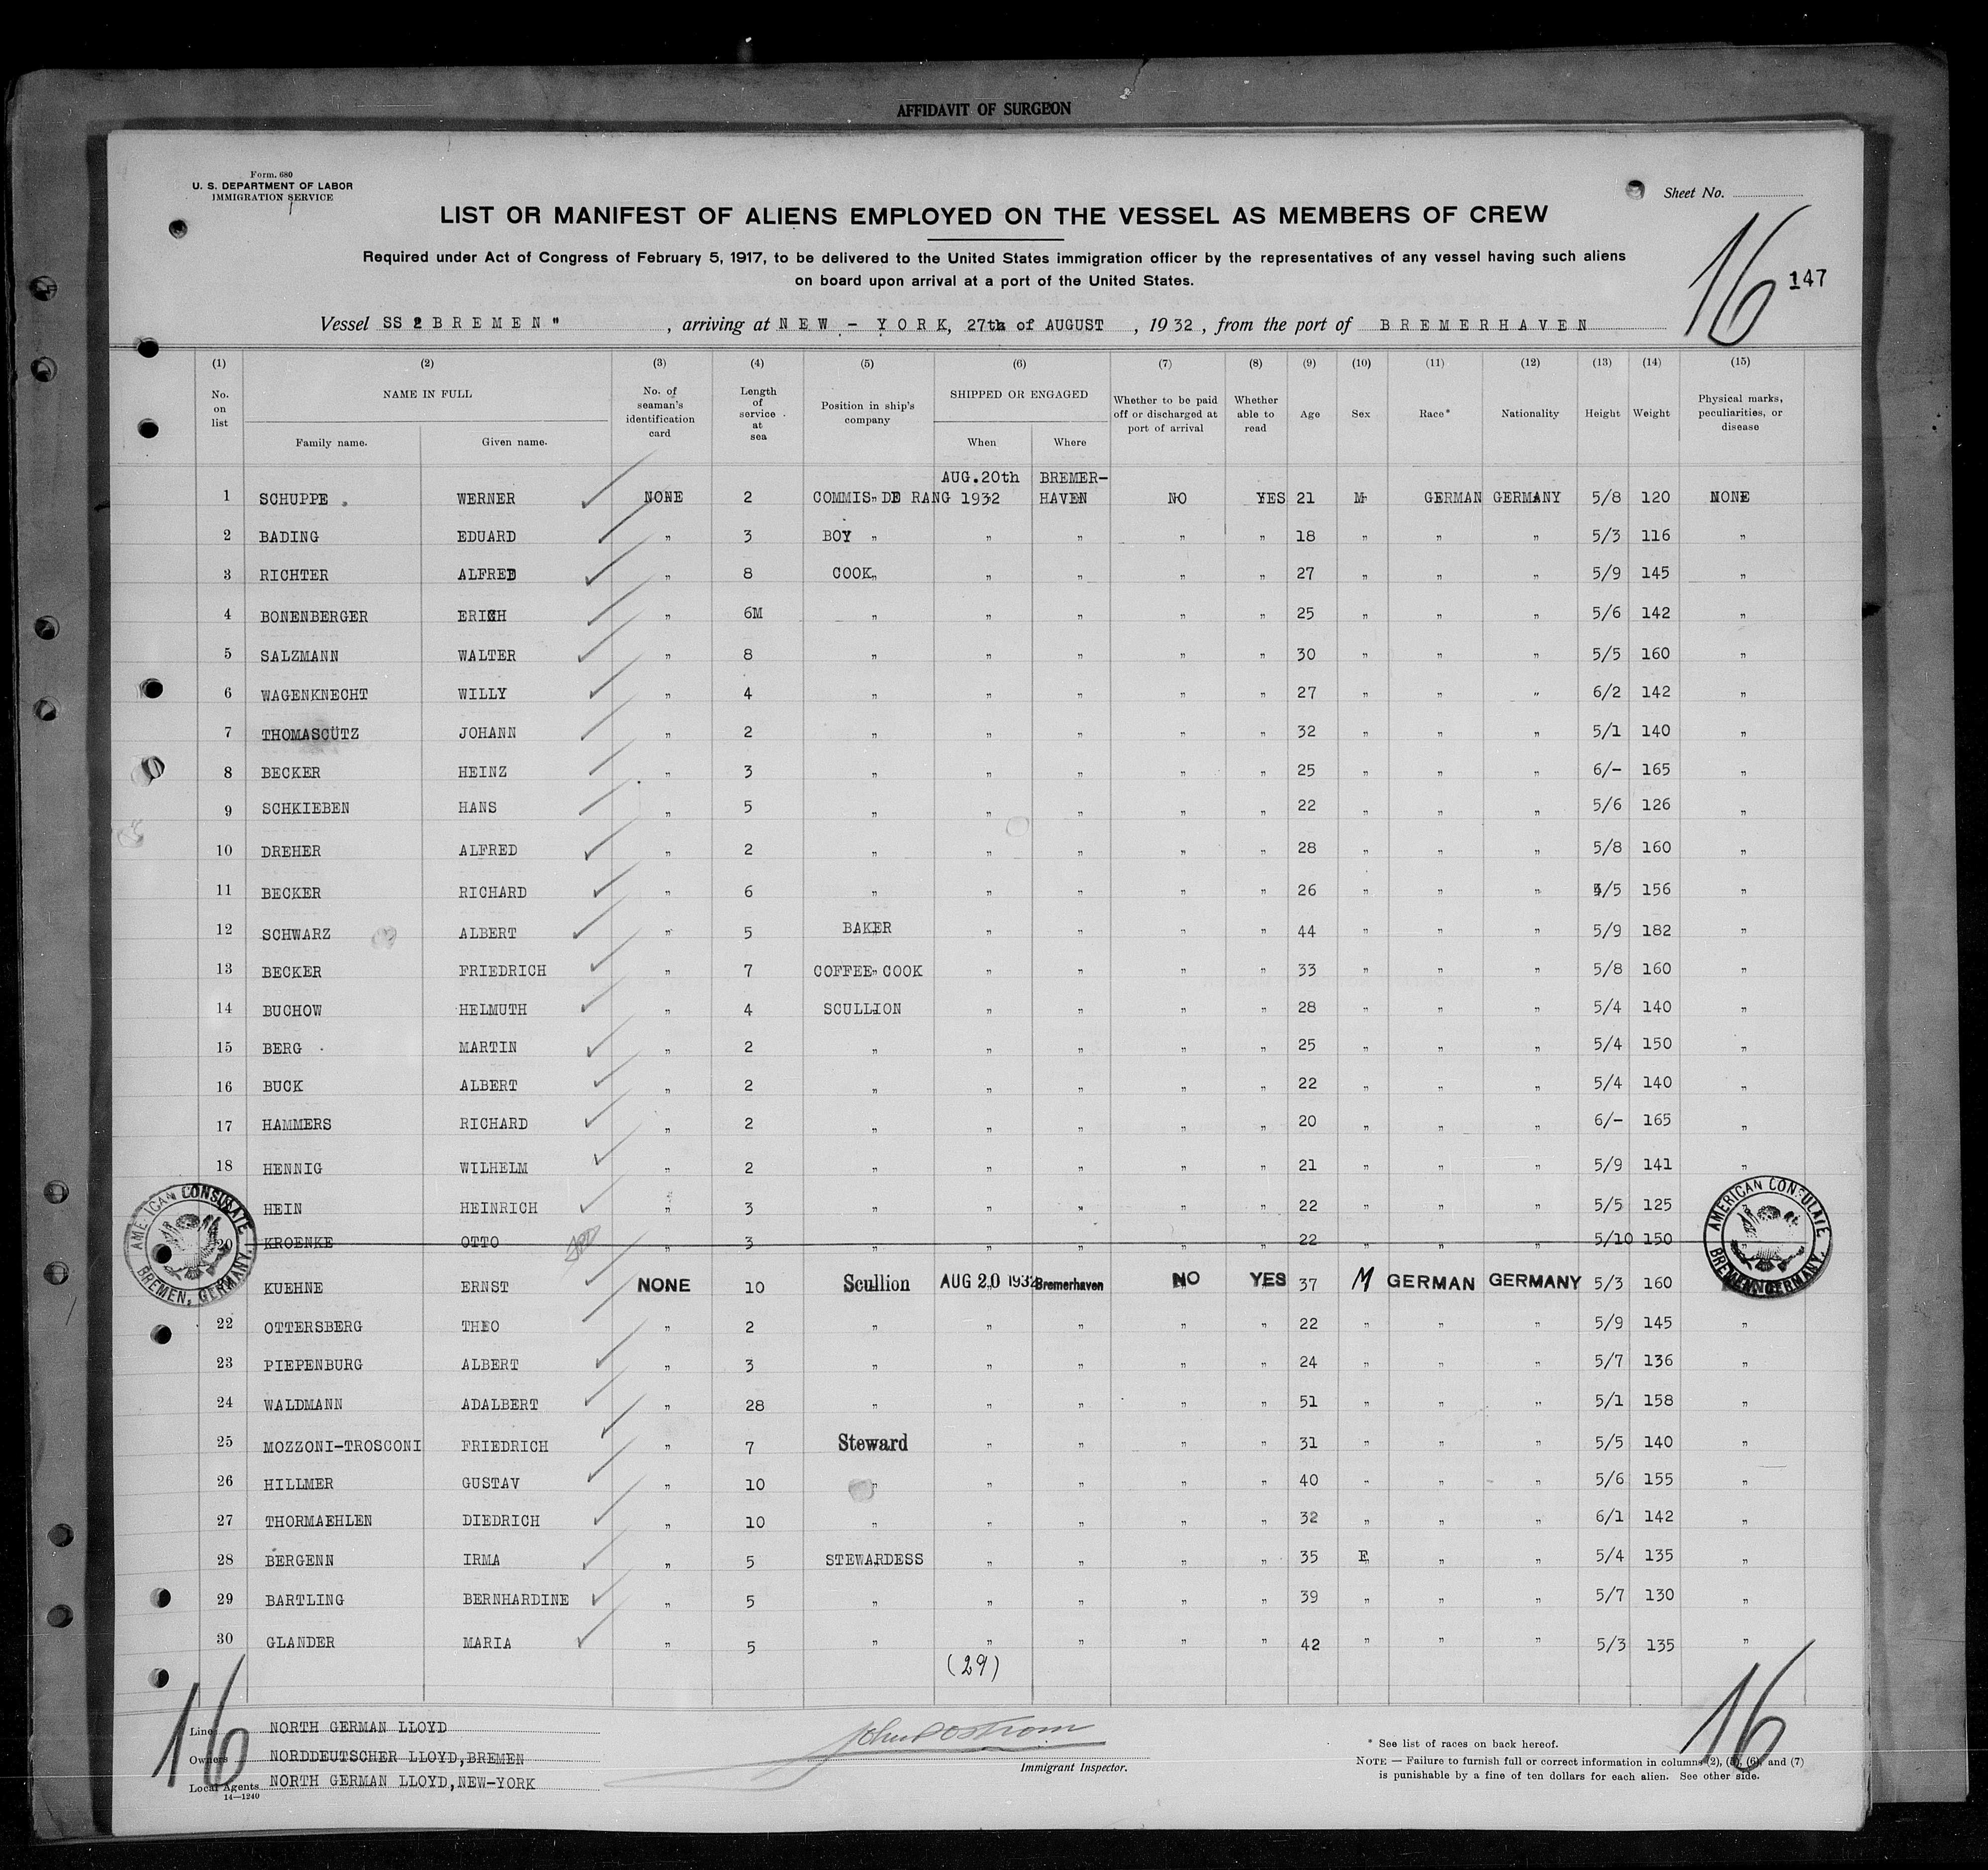 AFFIDAVIT OF SURGEON
Form. 680
U. S. DEPARTMENT OF LABOR
IMMIGRATION SERVICE
Sheet No.
LIST OR MANIFEST OF ALIENS EMPLOYED ON THE VESSEL AS MEMBERS OF CREW
Required under Act of Congress of February 5, 1917, to be delivered to the United States immigration officer by the representatives of any vessel having such aliens
on board upon arrival at a port of the United States.
16
147
Vessel SS "BREMEN" , arriving at NEW - YORK, 27th of AUGUST , 1932 , from the port of BREMERHAVEN
(1) (2) (3) (4) (5) (6) (7) (8) (9) (10) (11) (12) (13) (14) (15)
No. on list NAME IN FULL Family name. Given name. No. of seaman's identification card Length of service at sea Position in ship's company SHIPPED OR ENGAGED When Where Whether to be paid off or discharged at port of arrival Whether able to read Age Sex Race* Nationality Height Weight Physical marks, peculiarities, or disease
AUG.20th BREMER-
1 SCHUPPE WERNER NONE 2 COMMIS DE RANG 1932 HAVEN NO YES 21 M GERMAN GERMANY 5/8 120 NONE
2 BADING EDUARD " 3 BOY " " " " " 18 " " " 5/3 116 "
3 RICHTER ALFRED " 8 COOK " " " " " 27 " " " 5/9 145 "
4 BONENBERGER ERICH " 6M " " " " " 25 " " " 5/6 142 "
5 SALZMANN WALTER " 8 " " " " " 30 " " " 5/5 160 "
6 WAGENKNECHT WILLY " 4 " " " " " 27 " " " 6/2 142 "
7 THOMASCÜTZ JOHANN " 2 " " " " " 32 " " " 5/1 140 "
8 BECKER HEINZ " 3 " " " " " 25 " " " 6/- 165 "
9 SCHKIEBEN HANS " 5 " " " " " 22 " " " 5/6 126 "
10 DREHER ALFRED " 2 " " " " " 28 " " " 5/8 160 "
11 BECKER RICHARD " 6 " " " " " 26 " " " 5/5 156 "
12 SCHWARZ ALBERT " 5 BAKER " " " " 44 " " " 5/9 182 "
13 BECKER FRIEDRICH " 7 COFFEE COOK " " " " 33 " " " 5/8 160 "
14 BUCHOW HELMUTH " 4 SCULLION " " " " 28 " " " 5/4 140 "
15 BERG MARTIN " 2 " " " " " 25 " " " 5/4 150 "
16 BUCK ALBERT " 2 " " " " " 22 " " " 5/4 140 "
17 HAMMERS RICHARD " 2 " " " " " 20 " " " 6/- 165 "
18 HENNIG WILHELM " 2 " " " " " 21 " " " 5/9 141 "
HEIN HEINRICH " 3 " " " " " 22 " " " 5/5 125
20 KROENKE OTTO " 3 " " " " " 22 " " " 5/10 150
KUEHNE ERNST NONE 10 Scullion AUG 20 1932 Bremerhaven NO YES 37 M GERMAN GERMANY 5/3 160
22 OTTERSBERG THEO " 2 " " " " " 22 " " " 5/9 145 "
23 PIEPENBURG ALBERT " 3 " " " " " 24 " " " 5/7 136 "
24 WALDMANN ADALBERT " 28 " " " " " 51 " " " 5/1 158 "
25 MOZZONI-TROSCONI FRIEDRICH " 7 Steward " " " " 31 " " " 5/5 140 "
26 HILLMER GUSTAV " 10 " " " " " 40 " " " 5/6 155 "
27 THORMAEHLEN DIEDRICH " 10 " " " " " 32 " " " 6/1 142 "
28 BERGENN IRMA " 5 STEWARDESS " " " " 35 F " " 5/4 135 "
29 BARTLING BERNHARDINE " 5 " " " " " 39 " " " 5/7 130 "
30 GLANDER MARIA " 5 " " " " " 42 " " " 5/3 135 "
(29)
AMERICAN CONSULATE BREMEN, GERMANY.
AMERICAN CONSULATE BREMEN, GERMANY.
16
16
Line NORTH GERMAN LLOYD
Owners NORDDEUTSCHER LLOYD, BREMEN
Local Agents NORTH GERMAN LLOYD, NEW-YORK
14—1240
Immigrant Inspector.
* See list of races on back hereof.
NOTE — Failure to furnish full or correct information in columns (2), (5), (6), and (7)
is punishable by a fine of ten dollars for each alien. See other side.